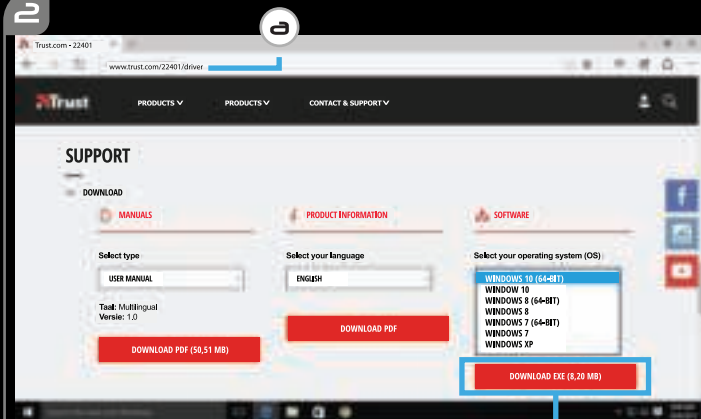 2
a
Trust.com - 22401
www.trust.com/22401/driver
Trust
PRODUCTS
PRODUCTS
CONTACT & SUPPORT
SUPPORT
DOWNLOAD
MANUALS
PRODUCT INFORMATION
SOFTWARE
Select type
Select your language
Select your operating system (OS)
USER MANUAL
ENGLISH
WINDOWS 10 (64-BIT)
WINDOW 10
WINDOWS 8 (64-BIT)
WINDOWS 8
WINDOWS 7 (64-BIT)
WINDOWS 7
WINDOWS XP
Taal: Multilingual
Versie: 1.0
DOWNLOAD PDF
DOWNLOAD PDF (50,51 MB)
DOWNLOAD EXE (8,20 MB)